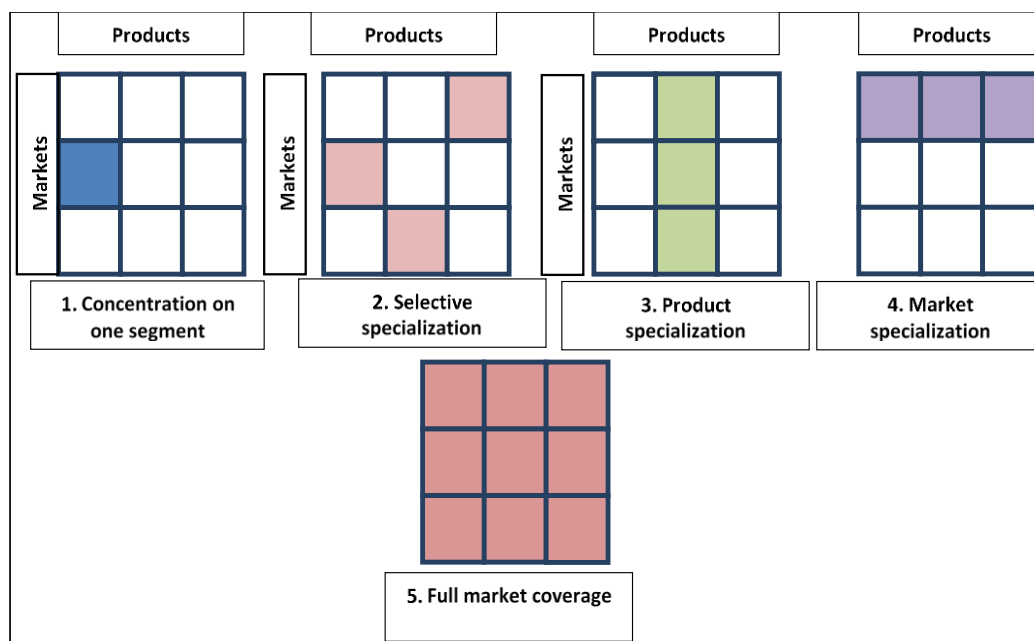 Products
Products
Products
Products
Markets
Markets
Markets
1. Concentration on
one segment
2. Selective
specialization
3. Product
specialization
4. Market
specialization
5. Full market coverage